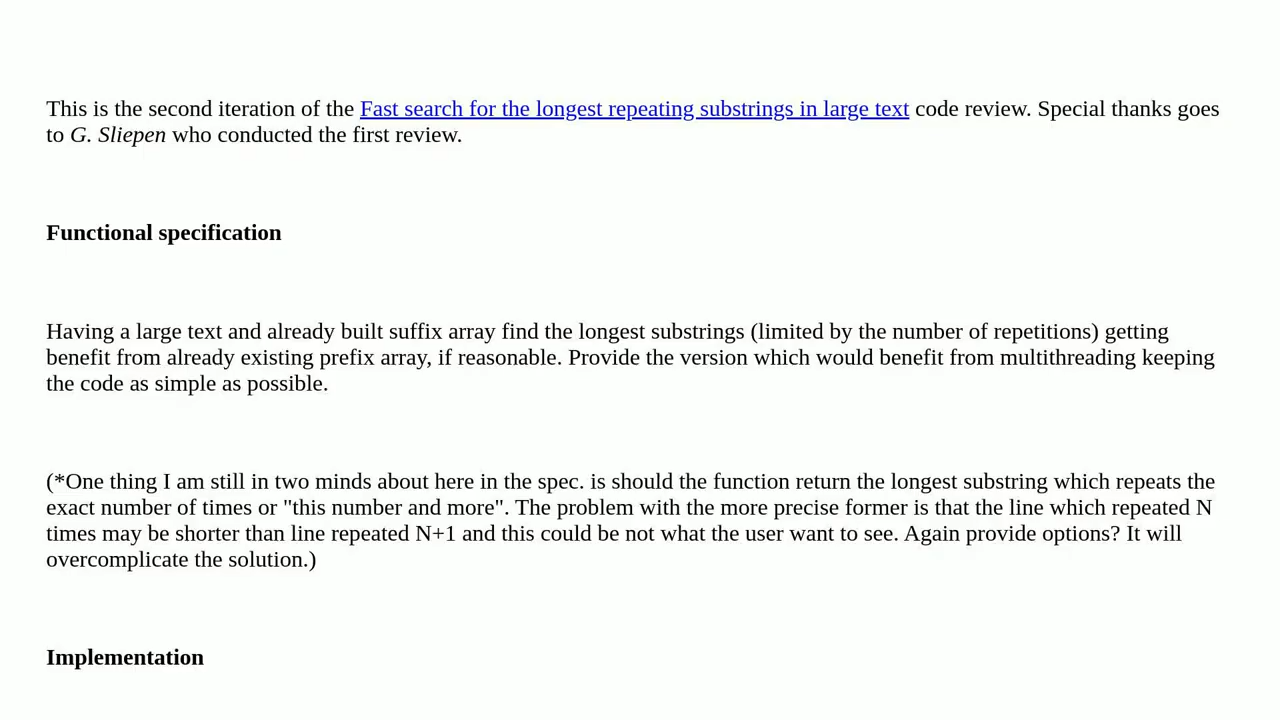 This is the second iteration of the Fast search for the longest repeating substrings in large text code review. Special thanks goes
to G. Sliepen who conducted the first review.
Functional specification
Having a large text and already built suffix array find the longest substrings (limited by the number of repetitions) getting
benefit from already existing prefix array, if reasonable. Provide the version which would benefit from multithreading keeping
the code as simple as possible.
(*One thing I am still in two minds about here in the spec. is should the function return the longest substring which repeats the
exact number of times or "this number and more". The problem with the more precise former is that the line which repeated N
times may be shorter than line repeated N+1 and this could be not what the user want to see. Again provide options? It will
overcomplicate the solution.)
Implementation